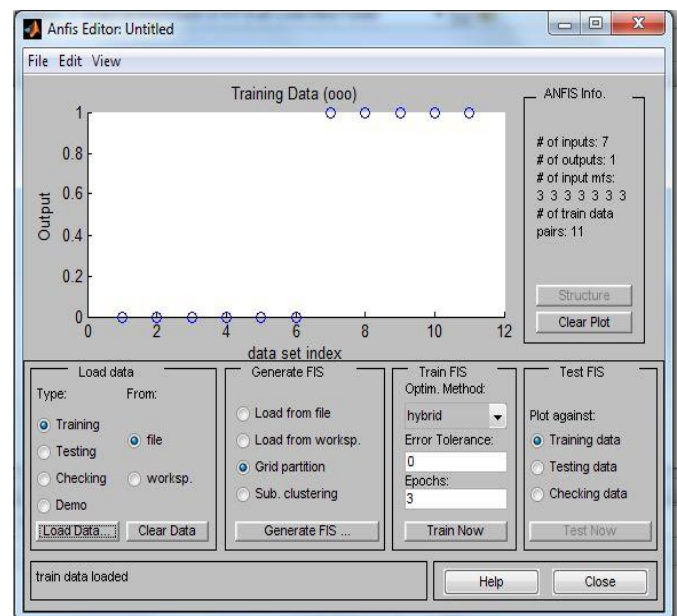 Anfis Editor: Untitled
File Edit View
Training Data (ooo)
1
0.8
0.6
0.4
0.2
0
Output
0 2 4 6 8 10 12
data set index
ANFIS Info.
# of inputs: 7
# of outputs: 1
# of input mfs:
3 3 3 3 3 3 3
# of train data
pairs: 11
Structure
Clear Plot
Load data
Type: From:
Training
Testing
Checking
Demo
file
worksp.
Load Data...
Clear Data
Generate FIS
Load from file
Load from worksp.
Grid partition
Sub. clustering
Generate FIS ...
Train FIS
Optim. Method:
hybrid
Error Tolerance:
0
Epochs:
3
Train Now
Test FIS
Plot against:
Training data
Testing data
Checking data
Test Now
train data loaded
Help
Close